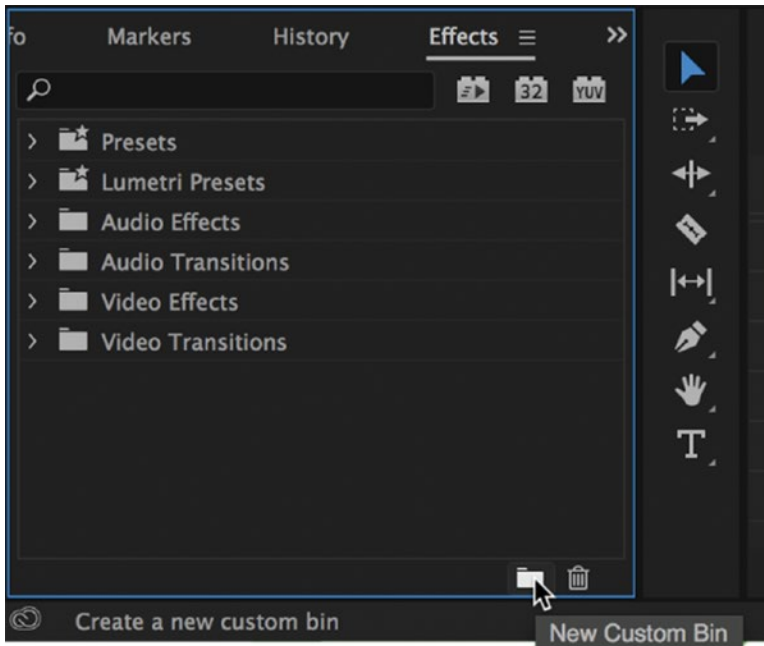 fo Markers History Effects
32 YUV
Presets
Lumetri Presets
Audio Effects
Audio Transitions
Video Effects
Video Transitions
T
Create a new custom bin
New Custom Bin